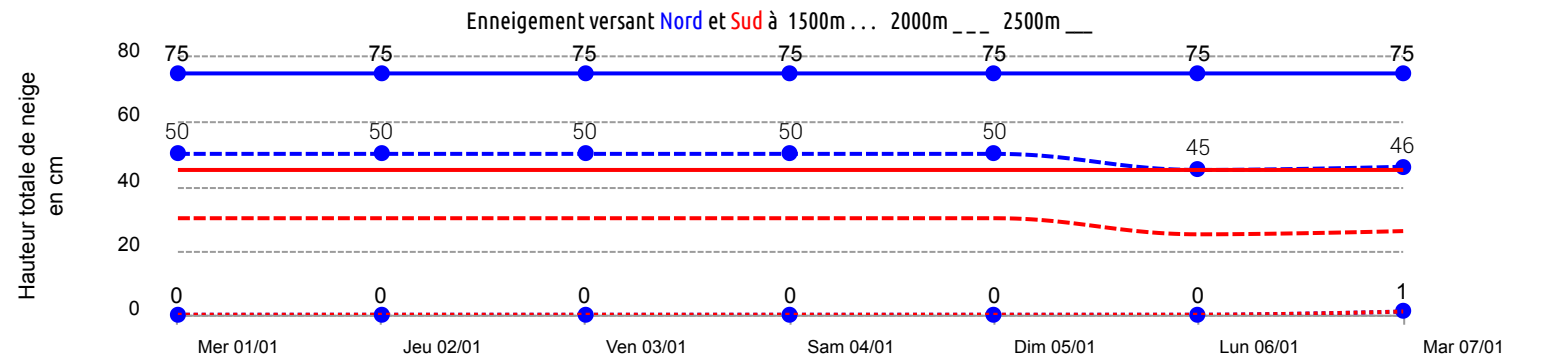 Enneigement versant Nord et Sud à 1500m . . . 2000m _ _ _ 2500m __
Hauteur totale de neige
en cm
80
75 75 75 75 75 75 75
60
50 50 50 50 50 45 46
40
20
0
0 0 0 0 0 0 1
Mer 01/01 Jeu 02/01 Ven 03/01 Sam 04/01 Dim 05/01 Lun 06/01 Mar 07/01